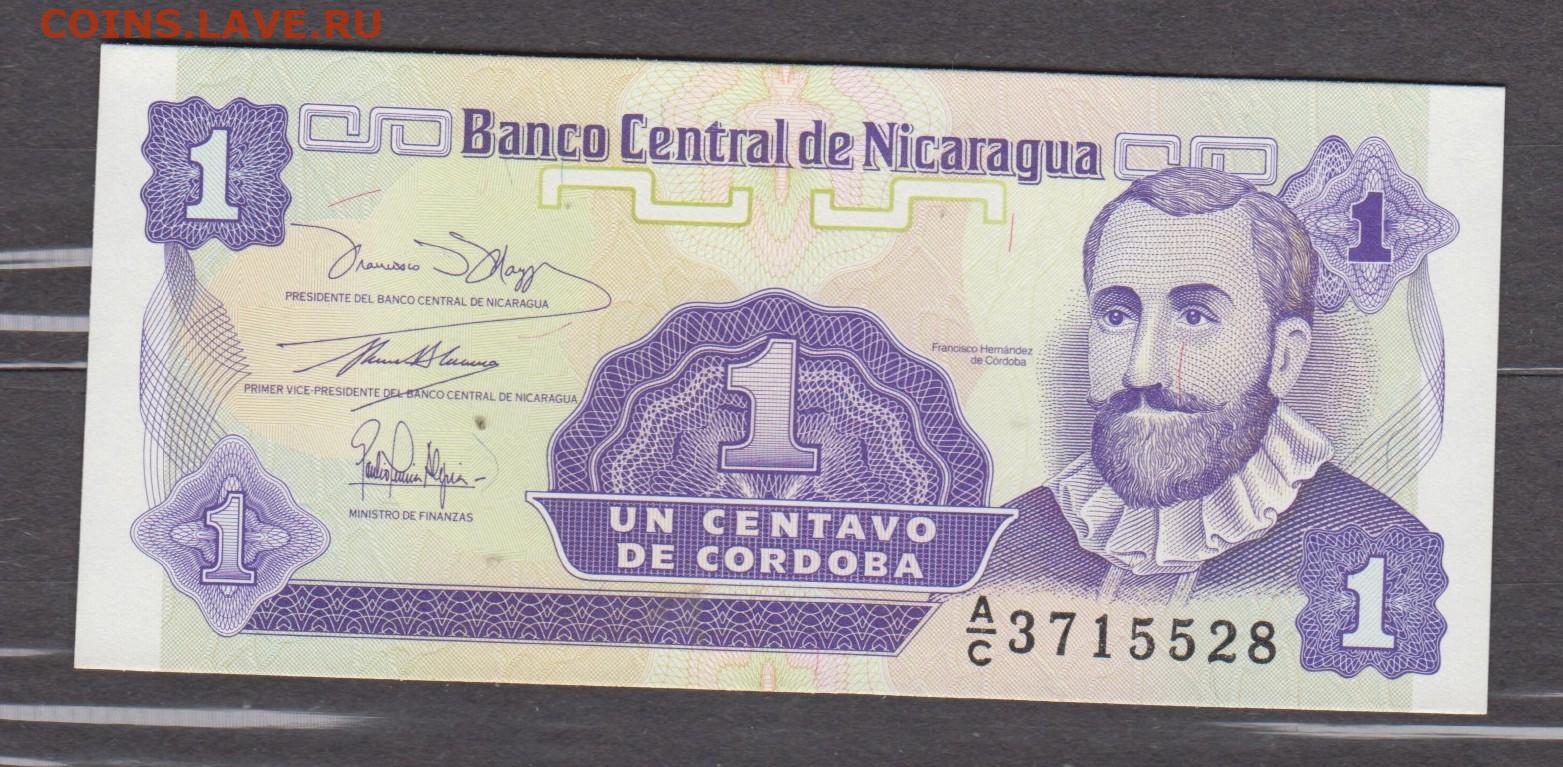 COINS.LAVE.RU
Banco Central de Nicaragua
1
1
PRESIDENTE DEL BANCO CENTRAL DE NICARAGUA
PRIMER VICE-PRESIDENTE DEL BANCO CENTRAL DE NICARAGUA
MINISTRO DE FINANZAS
1
UN CENTAVO
DE CORDOBA
Francisco Hernández
de Córdoba
1
A/C 3715528
1